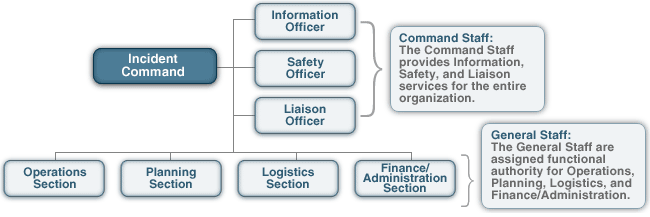 Information
Officer
Incident
Command
Safety
Officer
Liaison
Officer
Command Staff:
The Command Staff
provides Information,
Safety, and Liaison
services for the entire
organization.
Operations
Section
Planning
Section
Logistics
Section
Finance/
Administration
Section
General Staff:
The General Staff are
assigned functional
authority for Operations,
Planning, Logistics, and
Finance/Administration.